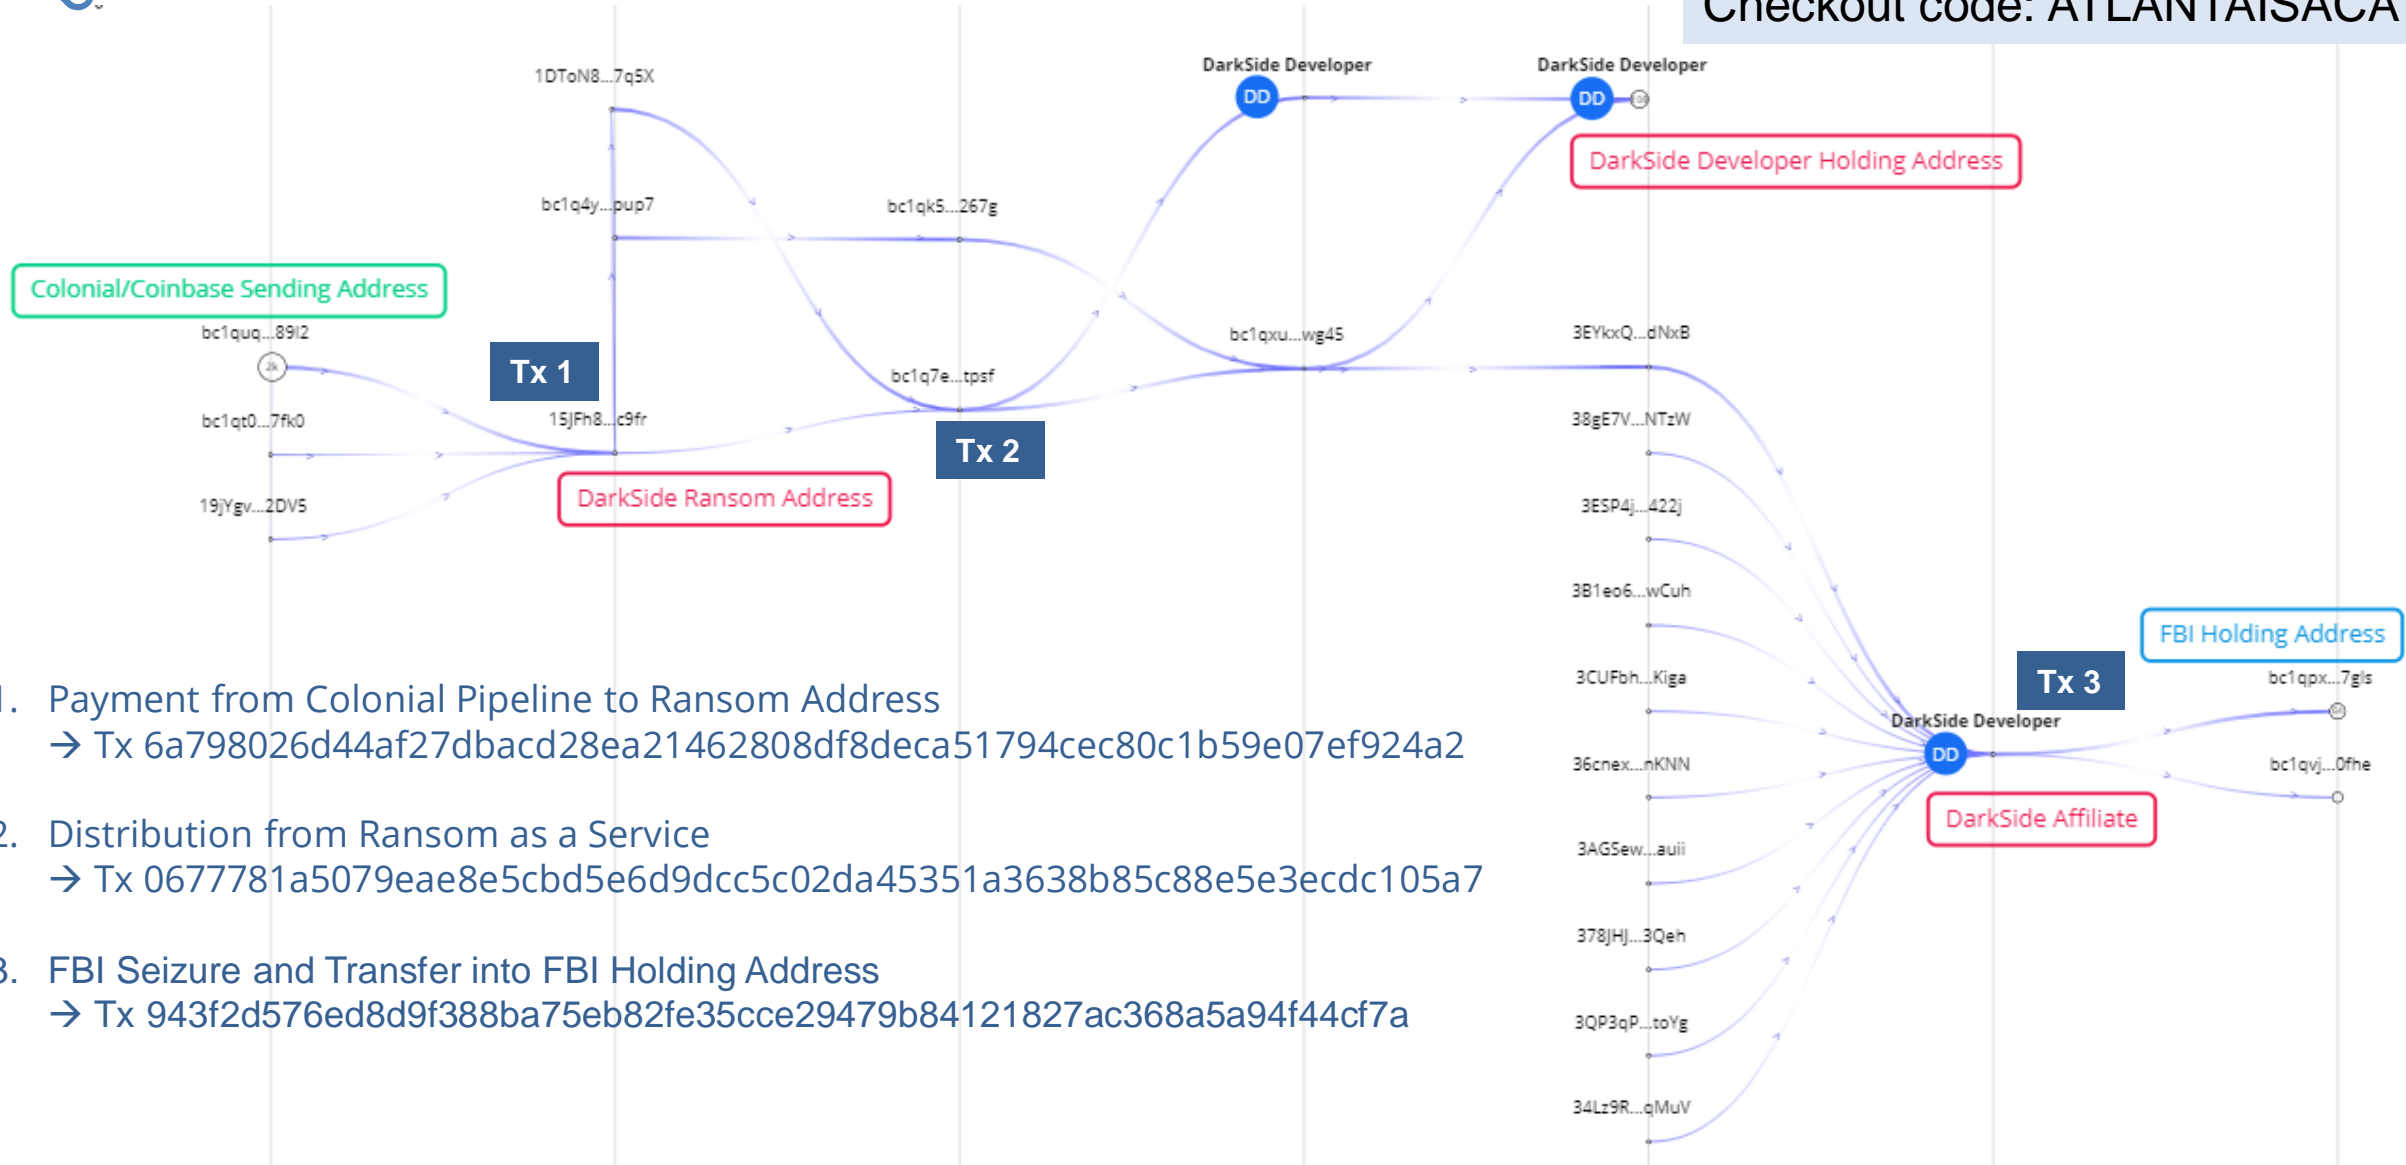 Checkout code: ATLANTAISACA
DarkSide Developer
DarkSide Developer
1DToN8...7q5X
DD
DD
DarkSide Developer Holding Address
bc1q4y...pup7
bc1qk5...267g
Colonial/Coinbase Sending Address
bc1quq...89l2
2k
Tx 1
bc1qxu...wg45
3EYkxQ...dNxB
bc1q7e...tpsf
bc1qt0...7fk0
15JFh8...c9fr
38gE7V...NTzW
Tx 2
19jYgv...2DV5
DarkSide Ransom Address
3ESP4j...422j
3B1eo6...wCuh
FBI Holding Address
3CUFbh...Kiga
Tx 3
bc1qpx...7gls
1. Payment from Colonial Pipeline to Ransom Address
→ Tx 6a798026d44af27dbacd28ea21462808df8deca51794cec80c1b59e07ef924a2
DarkSide Developer
DD
36cnex...nKNN
bc1qvj...0fhe
DarkSide Affiliate
2. Distribution from Ransom as a Service
→ Tx 0677781a5079eae8e5cbd5e6d9dcc5c02da45351a3638b85c88e5e3ecdc105a7
3AGSew...auii
378JHJ...3Qeh
3. FBI Seizure and Transfer into FBI Holding Address
→ Tx 943f2d576ed8d9f388ba75eb82fe35cce29479b84121827ac368a5a94f44cf7a
3QP3qP...toYg
34Lz9R...qMuV